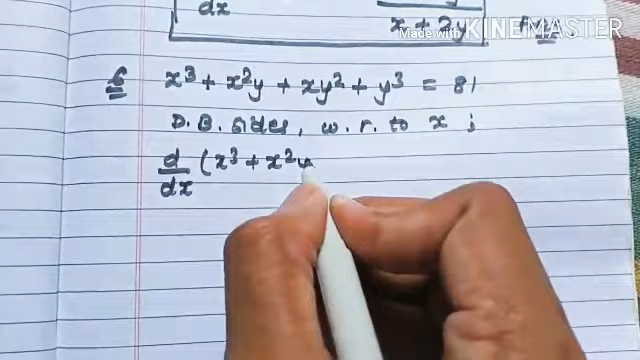 dx
x + 2y
Made with KINEMASTER
6 x³ + x²y + xy² + y³ = 81
D. B. sides, w. r. to x ;
d/dx (x³ + x²y